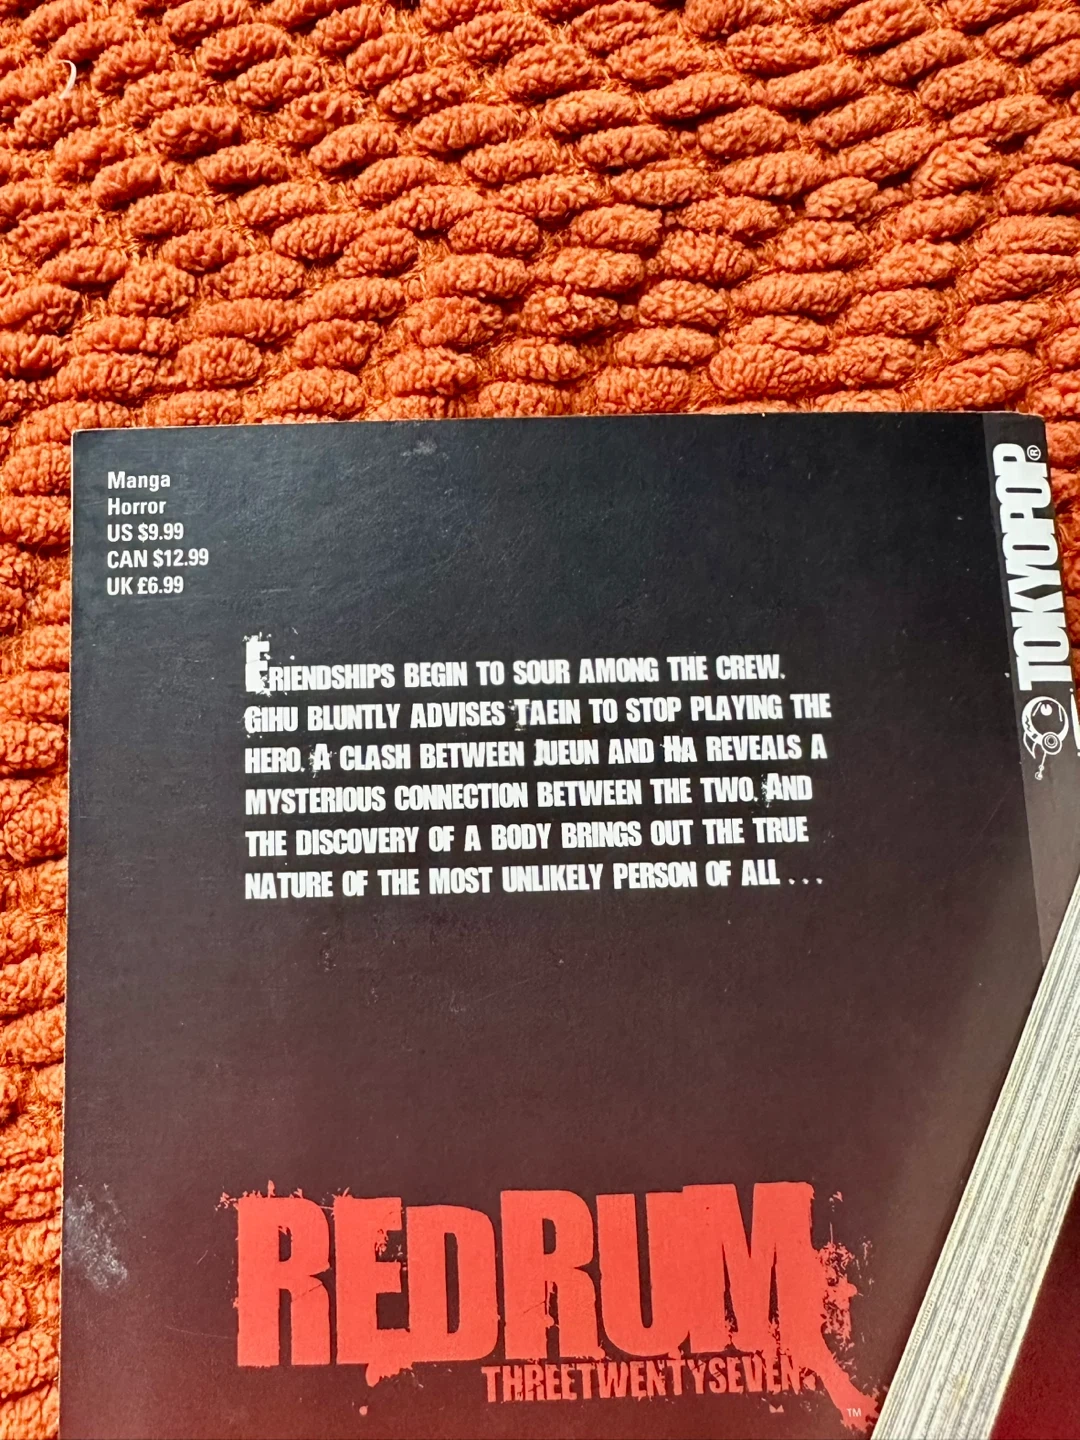 Manga
Horror
US $9.99
CAN $12.99
UK £6.99
TOKYOPOP®
FRIENDSHIPS BEGIN TO SOUR AMONG THE CREW.
GIHU BLUNTLY ADVISES TAEIN TO STOP PLAYING THE
HERO. A CLASH BETWEEN JUEUN AND HA REVEALS A
MYSTERIOUS CONNECTION BETWEEN THE TWO. AND
THE DISCOVERY OF A BODY BRINGS OUT THE TRUE
NATURE OF THE MOST UNLIKELY PERSON OF ALL . . .
REDRUM
THREETWENTYSEVEN
™